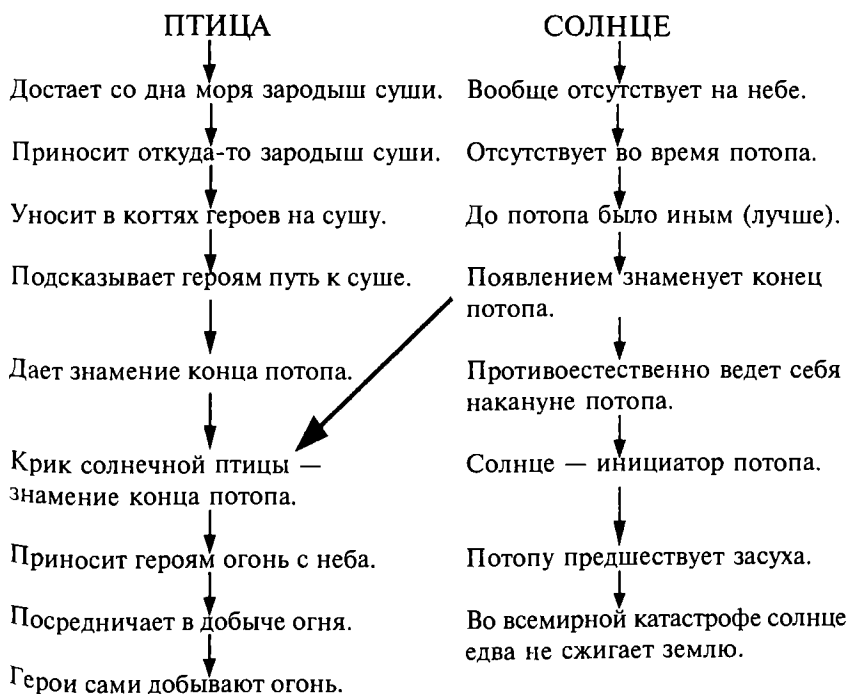 ПТИЦА
Достает со дна моря зародыш суши.
Приносит откуда-то зародыш суши.
Уносит в когтях героев на сушу.
Подсказывает героям путь к суше.
Дает знамение конца потопа.
Крик солнечной птицы —
знамение конца потопа.
Приносит героям огонь с неба.
Посредничает в добыче огня.
Герои сами добывают огонь.
СОЛНЦЕ
Вообще отсутствует на небе.
Отсутствует во время потопа.
До потопа было иным (лучше).
Появлением знаменует конец
потопа.
Противоестественно ведет себя
накануне потопа.
Солнце — инициатор потопа.
Потопу предшествует засуха.
Во всемирной катастрофе солнце
едва не сжигает землю.